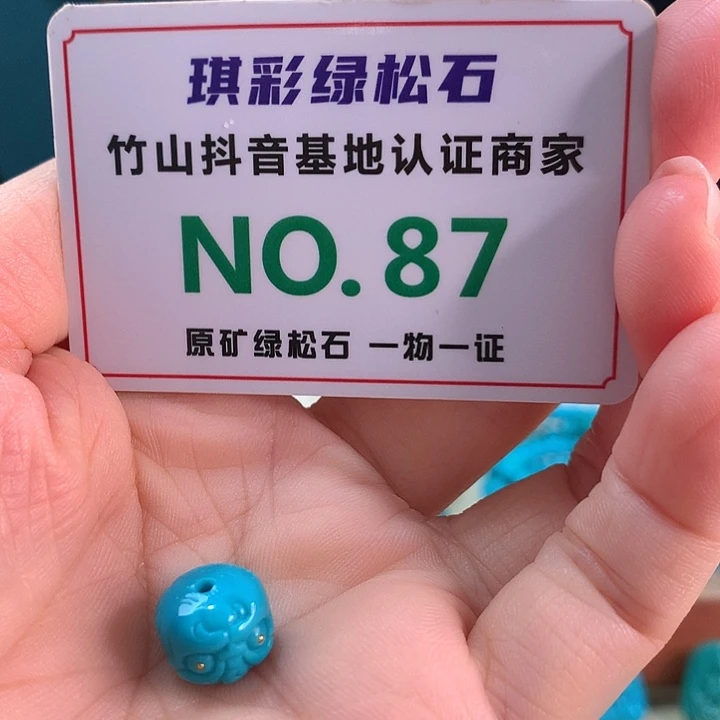 琪彩绿松石
竹山抖音基地认证商家
NO.87
原矿绿松石 一物一证